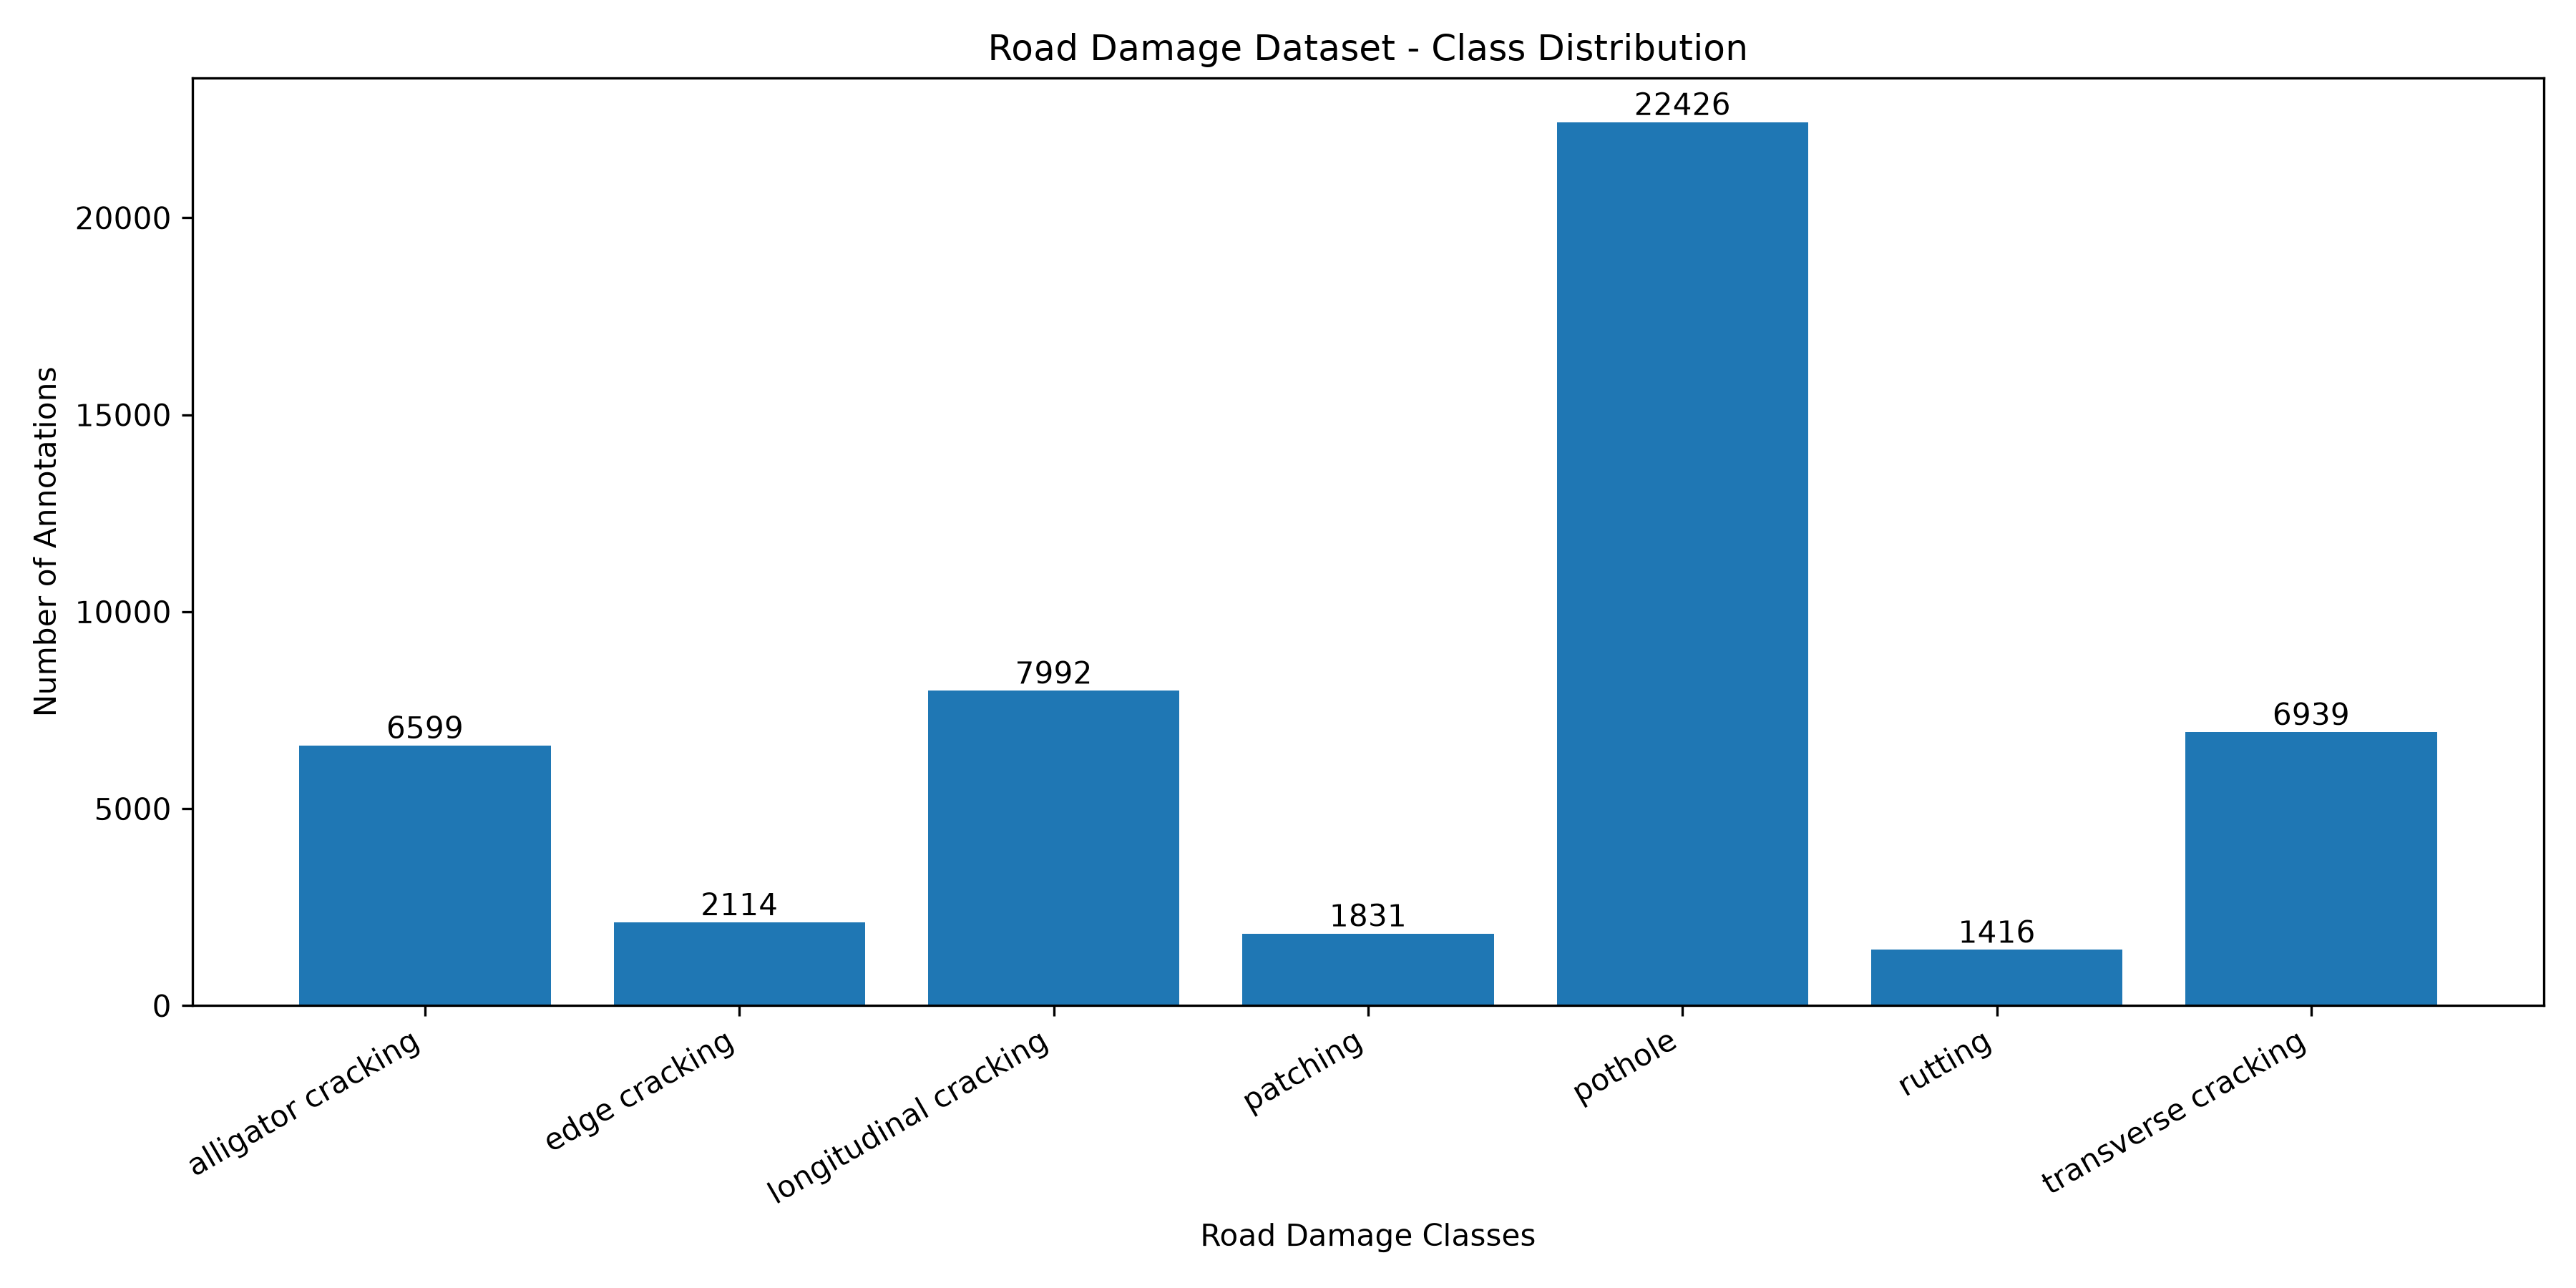 Road Damage Dataset - Class Distribution
Number of Annotations
20000
15000
10000
5000
0
6599
2114
7992
1831
22426
1416
6939
alligator cracking
edge cracking
longitudinal cracking
patching
pothole
rutting
transverse cracking
Road Damage Classes